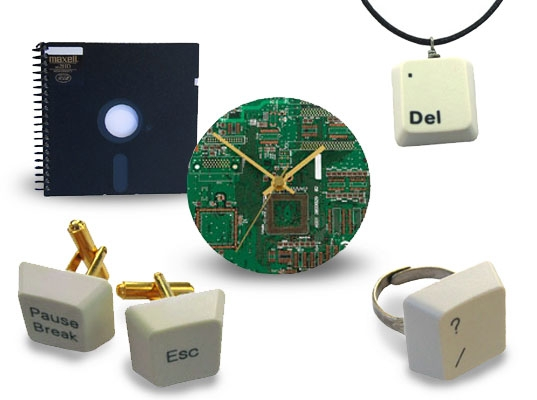 maxell
.
Del
Pause
Break
Esc
?
/